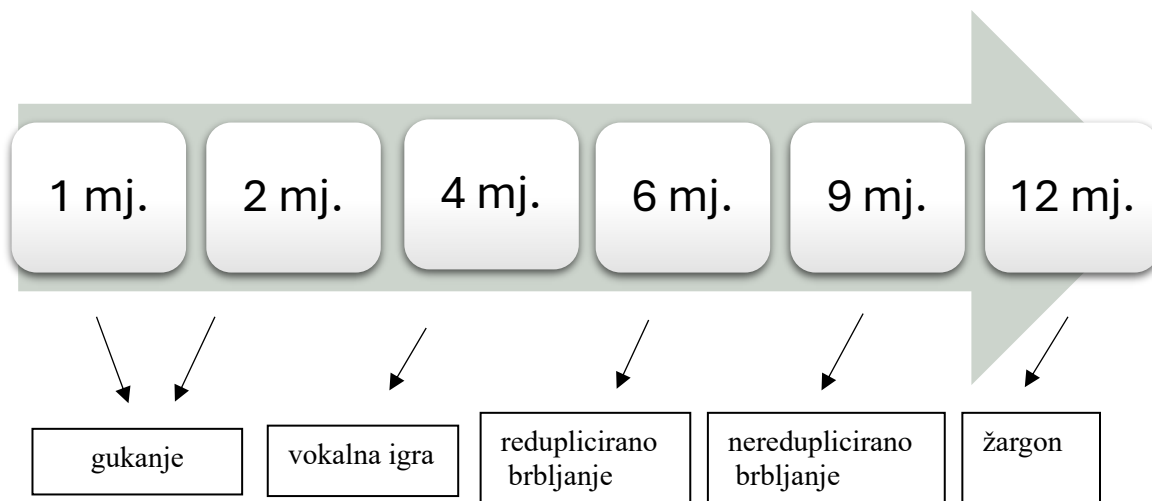 1 mj.
2 mj.
4 mj.
6 mj.
9 mj.
12 mj.
gukanje
vokalna igra
reduplicirano
brbljanje
nereduplicirano
brbljanje
žargon